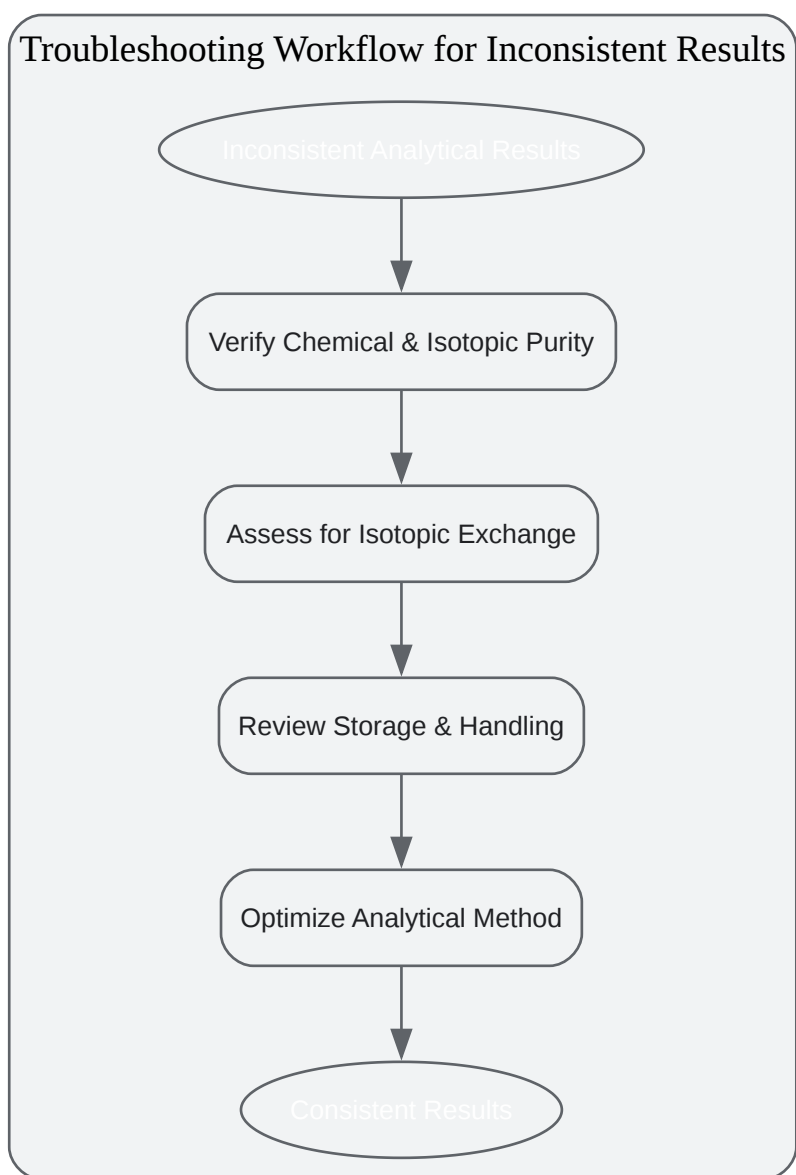 Troubleshooting Workflow for Inconsistent Results
Inconsistent Analytical Results
Verify Chemical & Isotopic Purity
Assess for Isotopic Exchange
Review Storage & Handling
Optimize Analytical Method
Consistent Results